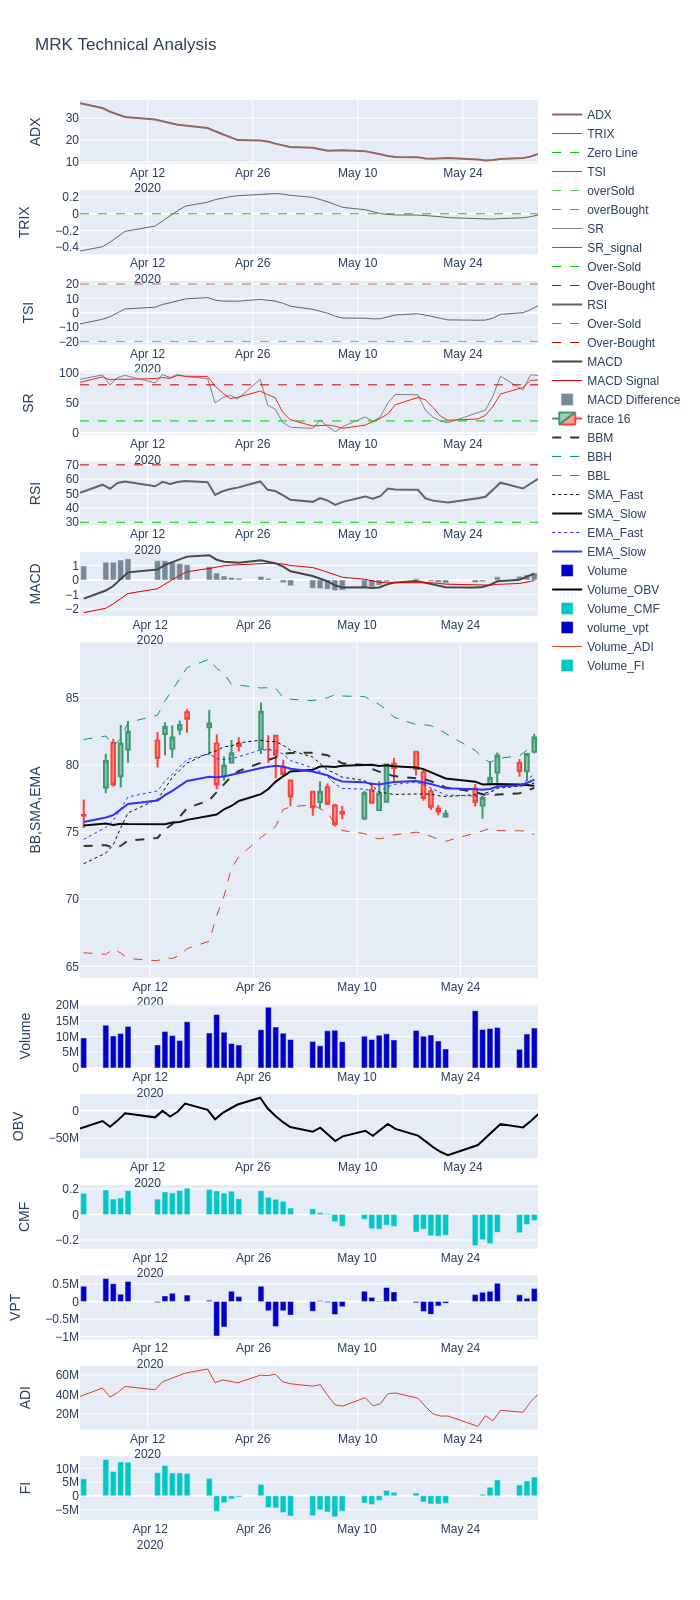 MRK Technical Analysis
ADX
30
20
10
Apr 12
2020
Apr 26
May 10
May 24
TRIX
0.2
0
−0.2
−0.4
Apr 12
2020
Apr 26
May 10
May 24
TSI
20
10
0
−10
−20
Apr 12
2020
Apr 26
May 10
May 24
SR
100
50
0
Apr 12
2020
Apr 26
May 10
May 24
RSI
70
60
50
40
30
Apr 12
2020
Apr 26
May 10
May 24
MACD
1
0
−1
−2
Apr 12
2020
Apr 26
May 10
May 24
BB,SMA,EMA
85
80
75
70
65
Apr 12
2020
Apr 26
May 10
May 24
Volume
20M
15M
10M
5M
0
Apr 12
2020
Apr 26
May 10
May 24
OBV
0
−50M
Apr 12
2020
Apr 26
May 10
May 24
CMF
0.2
0
−0.2
Apr 12
2020
Apr 26
May 10
May 24
VPT
0.5M
0
−0.5M
−1M
Apr 12
2020
Apr 26
May 10
May 24
ADI
60M
40M
20M
Apr 12
2020
Apr 26
May 10
May 24
FI
10M
5M
0
−5M
Apr 12
2020
Apr 26
May 10
May 24
ADX
TRIX
Zero Line
TSI
overSold
overBought
SR
SR_signal
Over-Sold
Over-Bought
RSI
Over-Sold
Over-Bought
MACD
MACD Signal
MACD Difference
trace 16
BBM
BBH
BBL
SMA_Fast
SMA_Slow
EMA_Fast
EMA_Slow
Volume
Volume_OBV
Volume_CMF
volume_vpt
Volume_ADI
Volume_FI